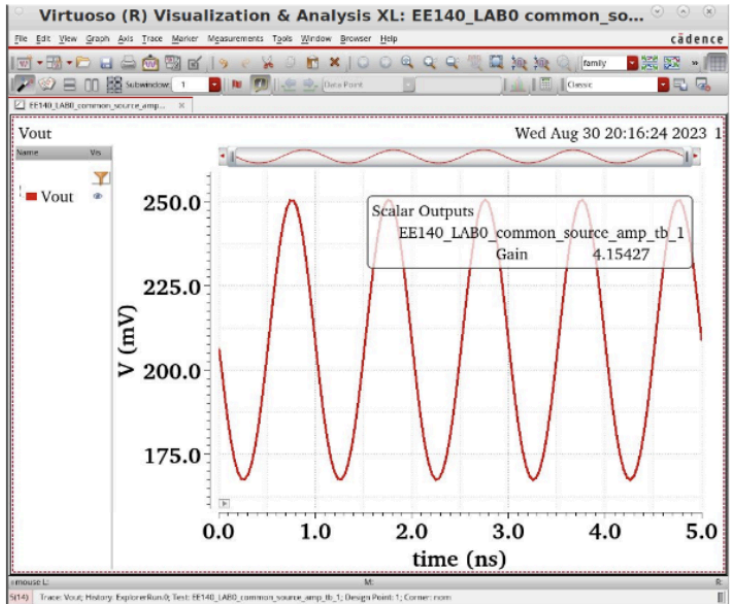 Virtuoso (R) Visualization & Analysis XL: EE140_LAB0 common_so...
File Edit View Graph Axis Trace Marker Measurements Tools Window Browser Help
cādence
family
Subwindow: 1
Data Point
Classic
EE140_LAB0_common_source_amp...
Vout
Wed Aug 30 20:16:24 2023 1
Name Vis
Vout
Scalar Outputs
EE140_LAB0_common_source_amp_tb_1
Gain 4.15427
250.0
225.0
200.0
175.0
V (mV)
0.0 1.0 2.0 3.0 4.0 5.0
time (ns)
mouse L: M: R:
5(14) Trace: Vout; History: ExplorerRun.0; Test: EE140_LAB0_common_source_amp_tb_1; Design Point: 1; Corner: nom